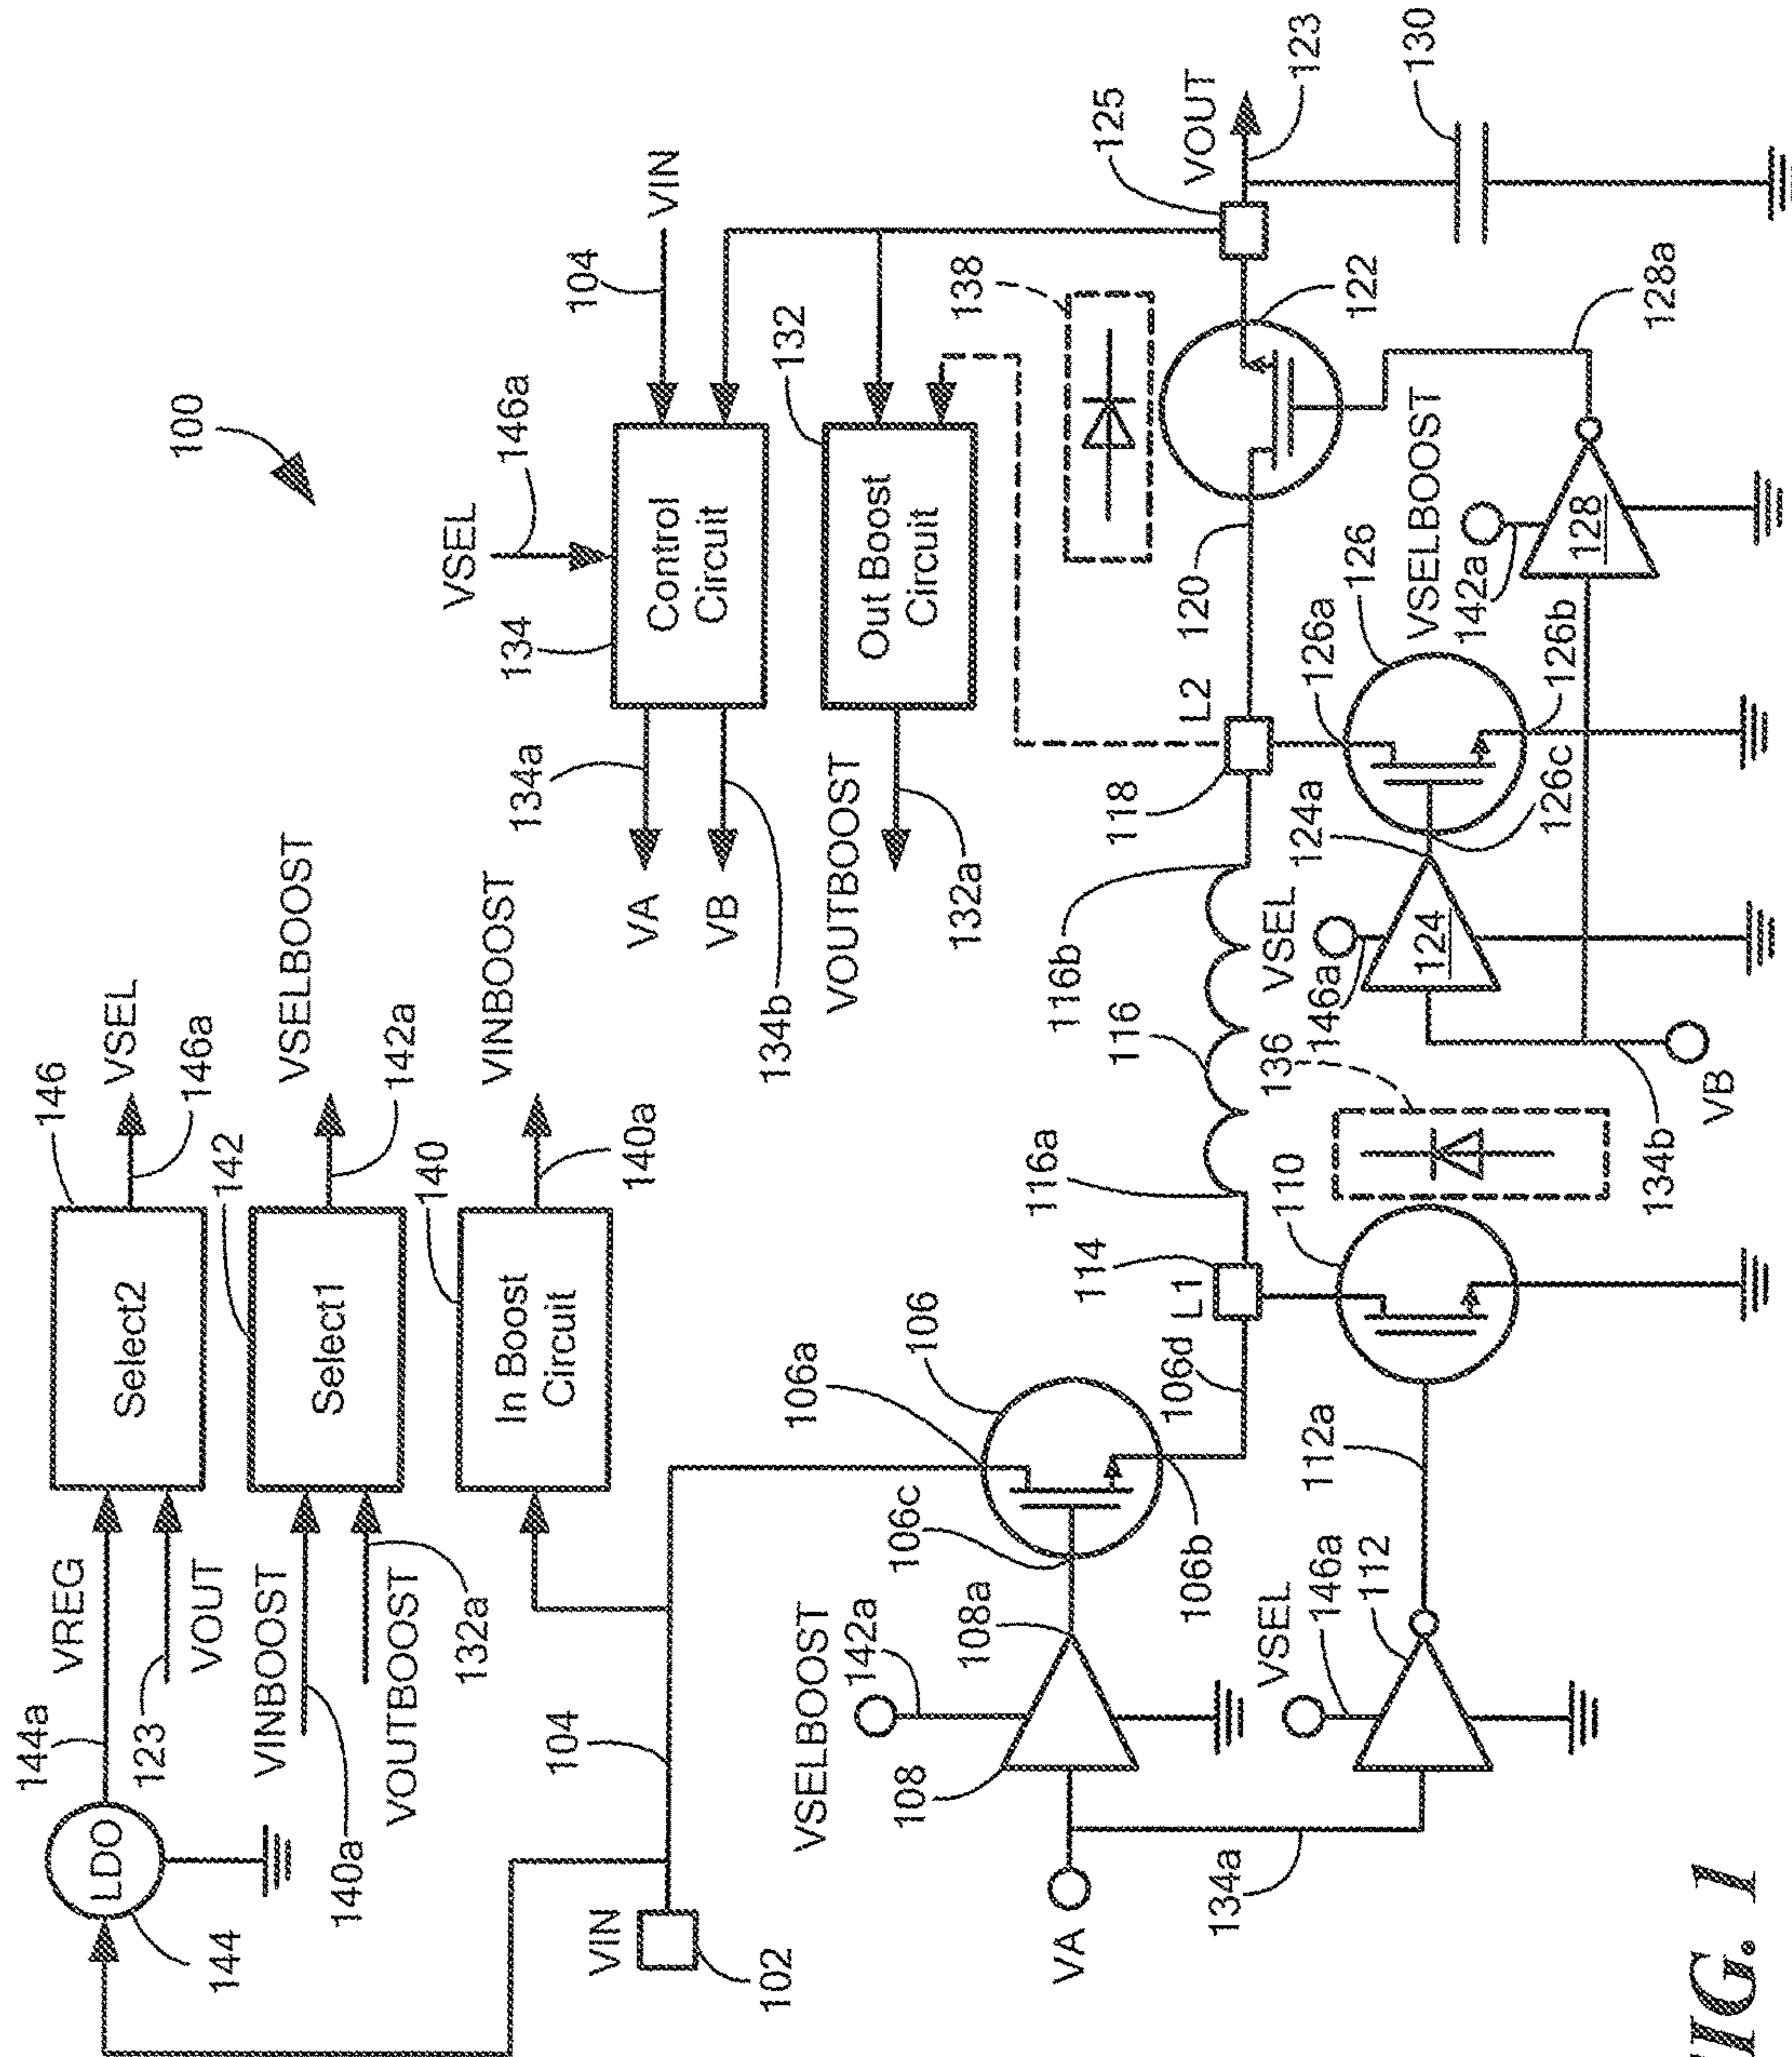 100
144a
VREG
LDO
144
123
VOUT
Select2
146
VSEL
146a
VINBOOST
140a
VOUTBOOST
132a
Select1
142
VSELBOOST
142a
In Boost
Circuit
140
VINBOOST
140a
VSEL
146a
134
Control
Circuit
104
VIN
134a
VA
VB
134b
132
Out Boost
Circuit
VOUTBOOST
132a
VIN
102
104
106a
106
106c
106b
106d
VSELBOOST
142a
108
108a
VA
134a
VSEL
146a
112
112a
L1
114
110
116a
116
116b
136
118
L2
120
138
122
125
VOUT
123
130
VSEL
146a
124
124a
126a
126
126c
126b
VSELBOOST
142a
128
128a
134b
VB
IG. 1